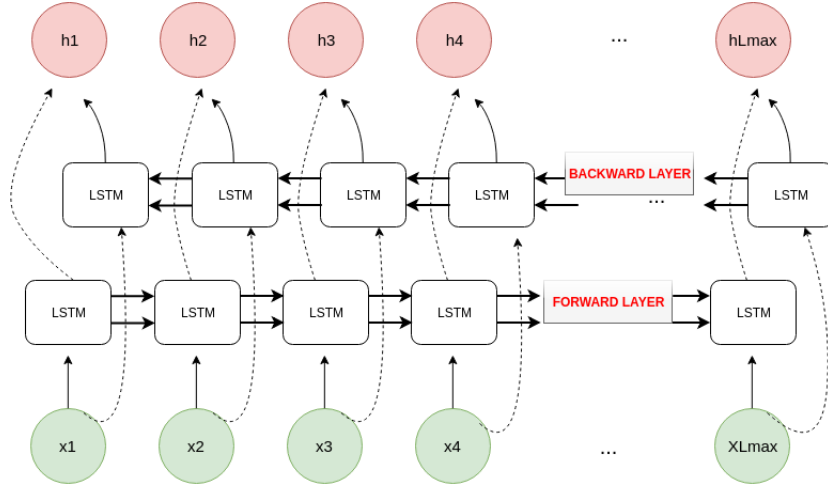 h1 h2 h3 h4 ... hLmax
BACKWARD LAYER
LSTM LSTM LSTM LSTM ... LSTM
FORWARD LAYER
LSTM LSTM LSTM LSTM LSTM
x1 x2 x3 x4 ... XLmax